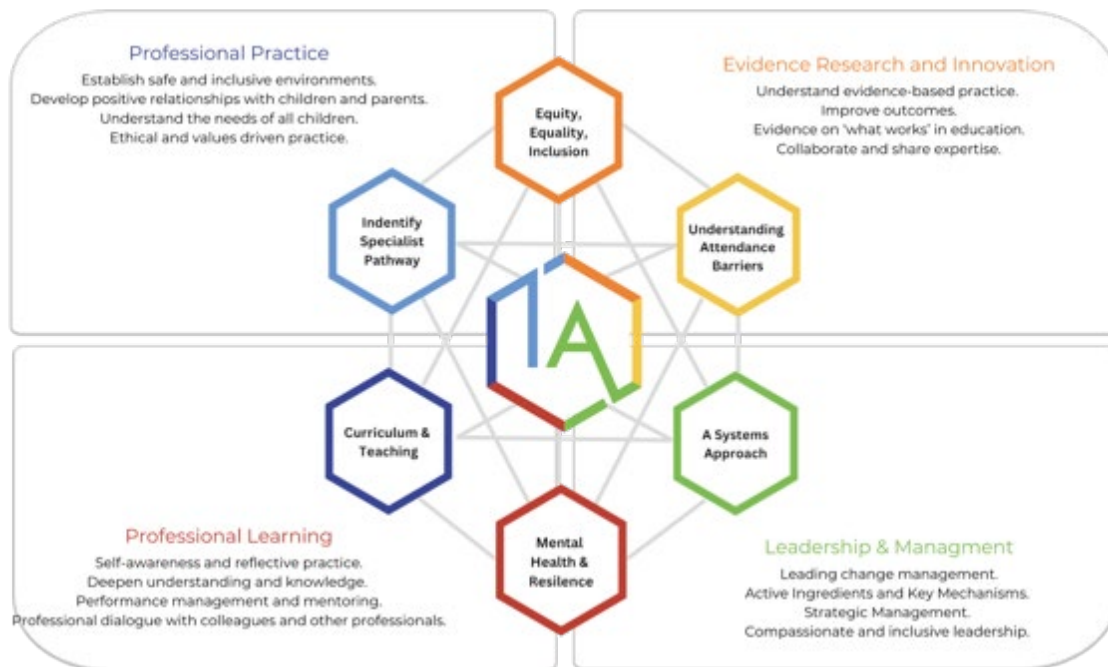 Professional Practice
Establish safe and inclusive environments.
Develop positive relationships with children and parents.
Understand the needs of all children.
Ethical and values driven practice.
Evidence Research and Innovation
Understand evidence-based practice.
Improve outcomes.
Evidence on 'what works' in education.
Collaborate and share expertise.
Equity,
Equality,
Inclusion
Indentify
Specialist
Pathway
Understanding
Attendance
Barriers
1A
Curriculum &
Teaching
A Systems
Approach
Mental
Health &
Resilence
Professional Learning
Self-awareness and reflective practice.
Deepen understanding and knowledge.
Performance management and mentoring.
Professional dialogue with colleagues and other professionals.
Leadership & Managment
Leading change management.
Active Ingredients and Key Mechanisms.
Strategic Management.
Compassionate and inclusive leadership.